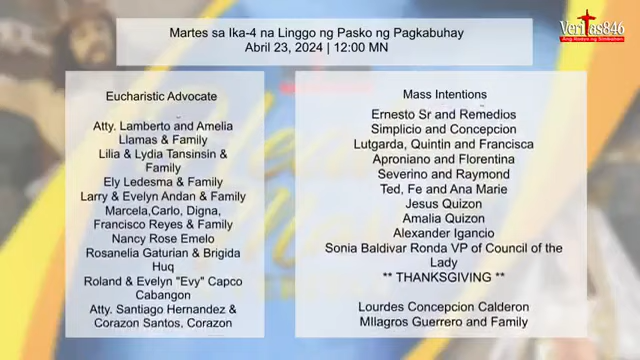 Martes sa Ika-4 na Linggo ng Pasko ng Pagkabuhay
Abril 23, 2024 | 12:00 MN
Veritas846
Ang Radyo ng Simbahan
Eucharistic Advocate
Atty. Lamberto and Amelia
Llamas & Family
Lilia & Lydia Tansinsin &
Family
Ely Ledesma & Family
Larry & Evelyn Andan & Family
Marcela,Carlo, Digna,
Francisco Reyes & Family
Nancy Rose Emelo
Rosanelia Gaturian & Brigida
Huq
Roland & Evelyn "Evy" Capco
Cabangon
Atty. Santiago Hernandez &
Corazon Santos, Corazon
Mass Intentions
Ernesto Sr and Remedios
Simplicio and Concepcion
Lutgarda, Quintin and Francisca
Aproniano and Florentina
Severino and Raymond
Ted, Fe and Ana Marie
Jesus Quizon
Amalia Quizon
Alexander Igancio
Sonia Baldivar Ronda VP of Council of the
Lady
** THANKSGIVING **
Lourdes Concepcion Calderon
MIlagros Guerrero and Family